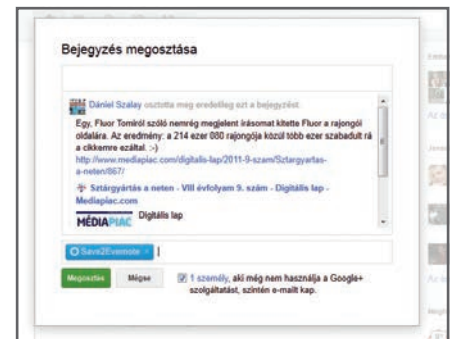 Bejegyzés megosztása
Dániel Szalay osztotta meg eredetileg ezt a bejegyzést
Egy, Fluor Tomiról szóló nemrég megjelent írásomat kitette Fluor a rajongói
oldalára. Az eredmény: a 214 ezer 080 rajongója közül több ezer szabadult rá
a cikkemre ezáltal. :-)
http://www.mediapiac.com/digitalis-lap/2011-9-szam/Sztargyartas-
a-neten/867/
Sztárgyártás a neten - VIII évfolyam 9. szám - Digitális lap -
Mediapiac.com
MÉDIAPIAC Digitális lap
Save2Evernote ×
Megosztás Mégse 1 személy, aki még nem használja a Google+
szolgáltatást, szintén e-mailt kap.